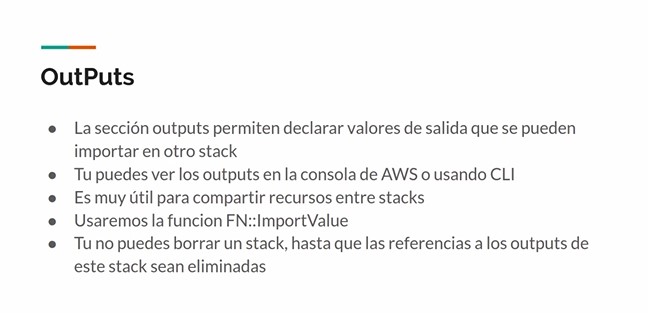 OutPuts
● La sección outputs permiten declarar valores de salida que se pueden
importar en otro stack
● Tu puedes ver los outputs en la consola de AWS o usando CLI
● Es muy útil para compartir recursos entre stacks
● Usaremos la funcion FN::ImportValue
● Tu no puedes borrar un stack, hasta que las referencias a los outputs de
este stack sean eliminadas